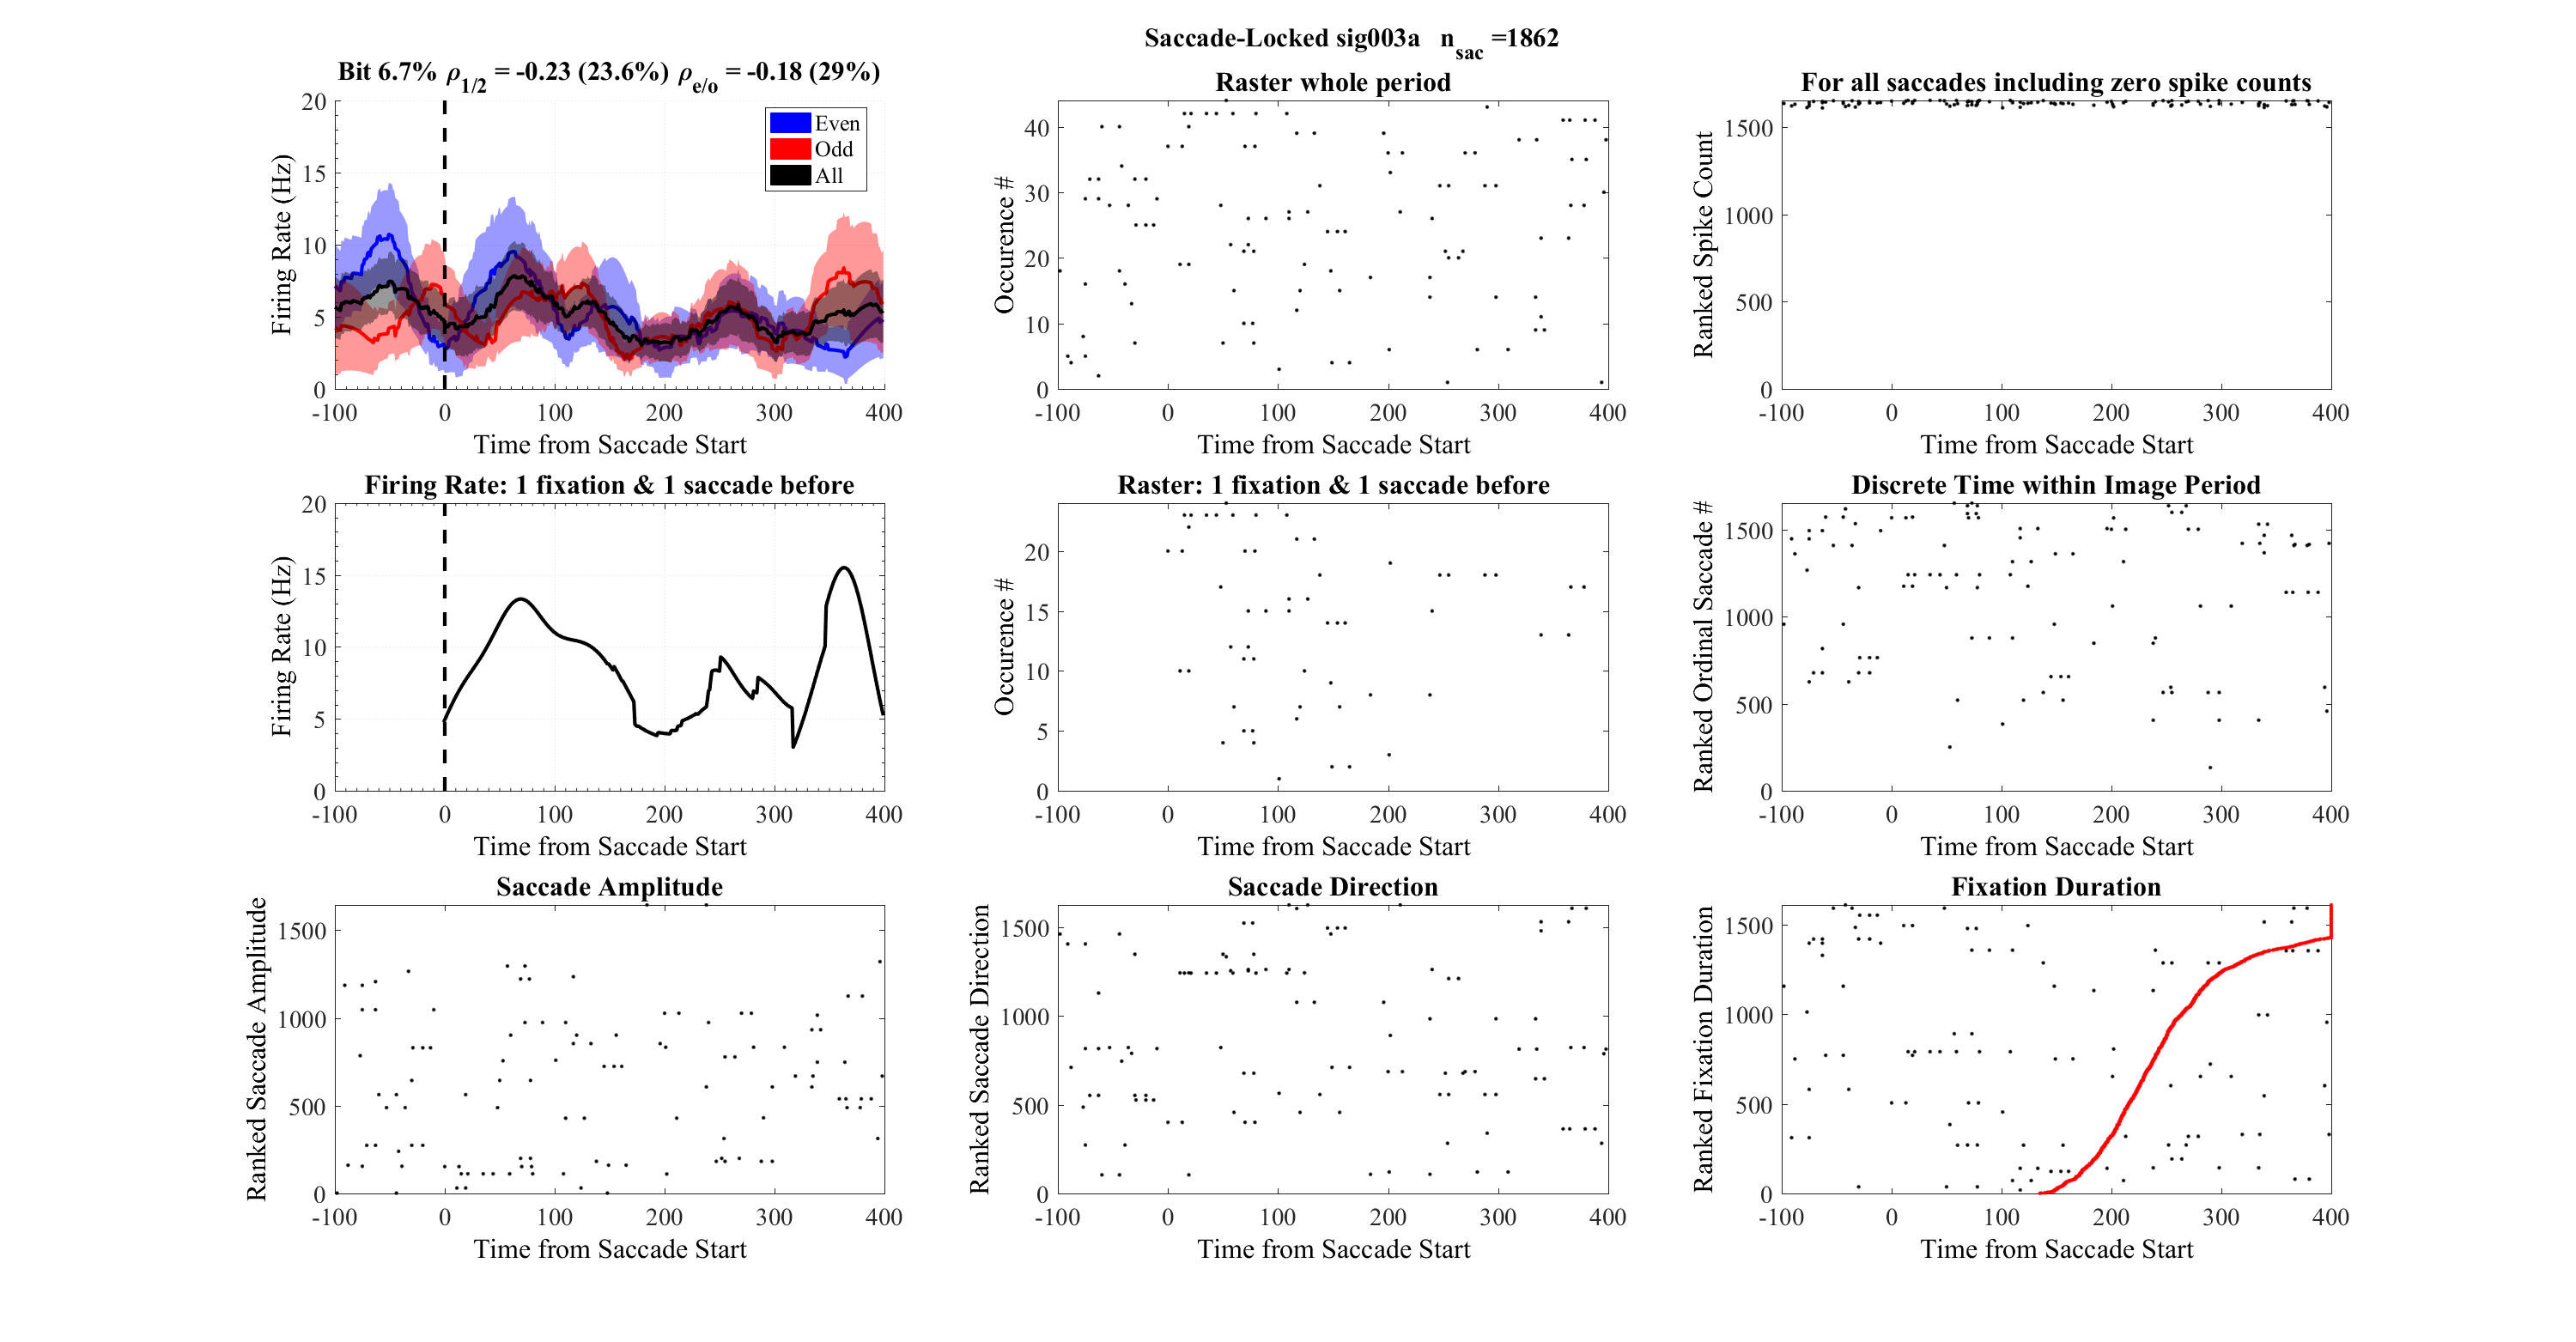 Saccade-Locked sig003a n_sac =1862
Bit 6.7% ρ_1/2 = -0.23 (23.6%) ρ_e/o = -0.18 (29%)
Firing Rate (Hz)
20
15
10
5
0
Even
Odd
All
-100 0 100 200 300 400
Time from Saccade Start
Raster whole period
Occurence #
40
30
20
10
0
-100 0 100 200 300 400
Time from Saccade Start
For all saccades including zero spike counts
Ranked Spike Count
1500
1000
500
0
-100 0 100 200 300 400
Time from Saccade Start
Firing Rate: 1 fixation & 1 saccade before
Firing Rate (Hz)
20
15
10
5
0
-100 0 100 200 300 400
Time from Saccade Start
Raster: 1 fixation & 1 saccade before
Occurence #
20
15
10
5
0
-100 0 100 200 300 400
Time from Saccade Start
Discrete Time within Image Period
Ranked Ordinal Saccade #
1500
1000
500
0
-100 0 100 200 300 400
Time from Saccade Start
Saccade Amplitude
Ranked Saccade Amplitude
1500
1000
500
0
-100 0 100 200 300 400
Time from Saccade Start
Saccade Direction
Ranked Saccade Direction
1500
1000
500
0
-100 0 100 200 300 400
Time from Saccade Start
Fixation Duration
Ranked Fixation Duration
1500
1000
500
0
-100 0 100 200 300 400
Time from Saccade Start